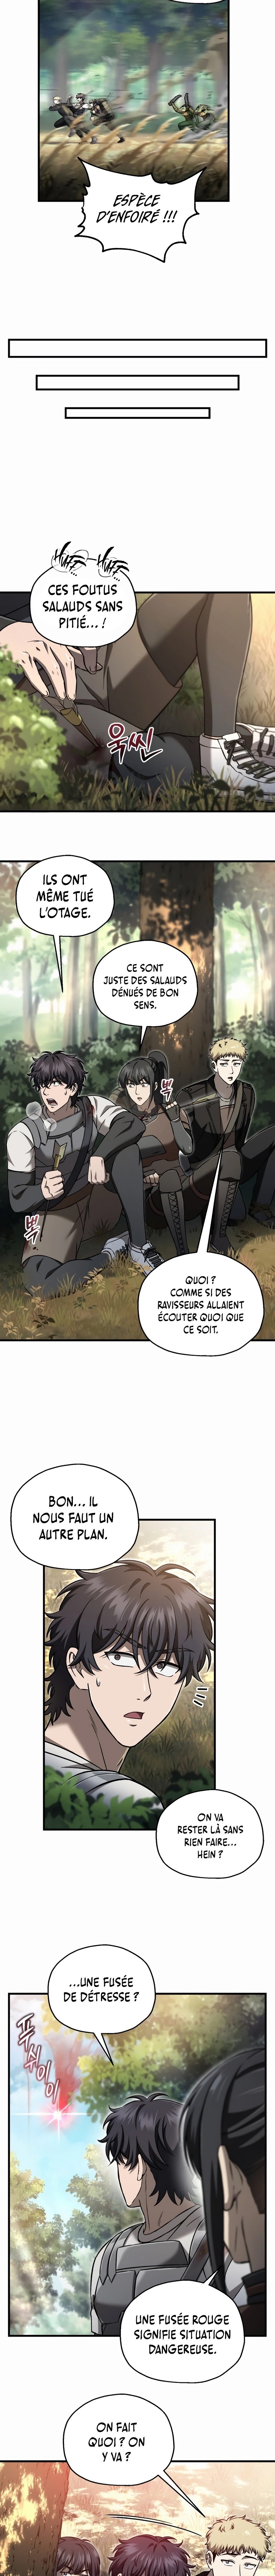 ESPÈCE
D'ENFOIRÉ !!!
HUFF HUFF
CES FOUTUS
SALAUDS SANS
PITIÉ... !
욱씬
ILS ONT
MÊME TUÉ
L'OTAGE.
CE SONT
JUSTE DES SALAUDS
DÉNUÉS DE BON
SENS.
QUOI ?
COMME SI DES
RAVISSEURS ALLAIENT
ÉCOUTER QUOI QUE
CE SOIT.
BON... IL
NOUS FAUT UN
AUTRE PLAN.
ON VA
RESTER LÀ SANS
RIEN FAIRE...
HEIN ?
...UNE FUSÉE
DE DÉTRESSE ?
UNE FUSÉE ROUGE
SIGNIFIE SITUATION
DANGEREUSE.
ON FAIT
QUOI ? ON
Y VA ?